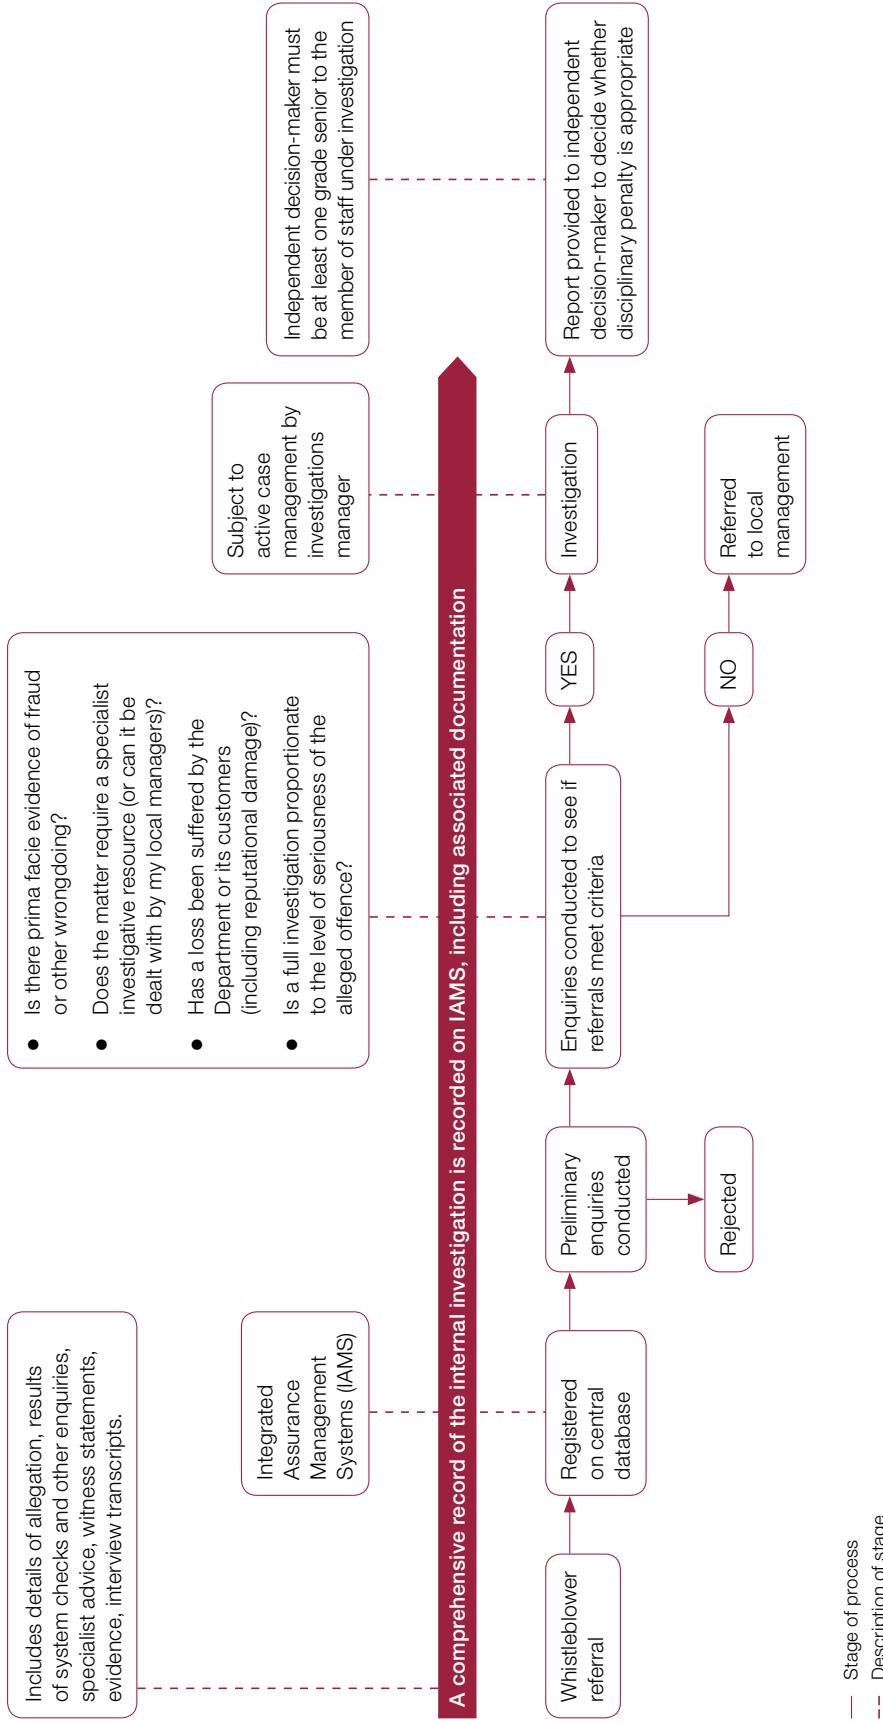 Includes details of allegation, results
of system checks and other enquiries,
specialist advice, witness statements,
evidence, interview transcripts.
Integrated
Assurance
Management
Systems (IAMS)
● Is there prima facie evidence of fraud
or other wrongdoing?
● Does the matter require a specialist
investigative resource (or can it be
dealt with by my local managers)?
● Has a loss been suffered by the
Department or its customers
(including reputational damage)?
● Is a full investigation proportionate
to the level of seriousness of the
alleged offence?
Subject to
active case
management by
investigations
manager
Independent decision-maker must
be at least one grade senior to the
member of staff under investigation
A comprehensive record of the internal investigation is recorded on IAMS, including associated documentation
Whistleblower
referral
Registered
on central
database
Preliminary
enquiries
conducted
Rejected
Enquiries conducted to see if
referrals meet criteria
YES
NO
Investigation
Referred
to local
management
Report provided to independent
decision-maker to decide whether
disciplinary penalty is appropriate
Stage of process
Description of stage